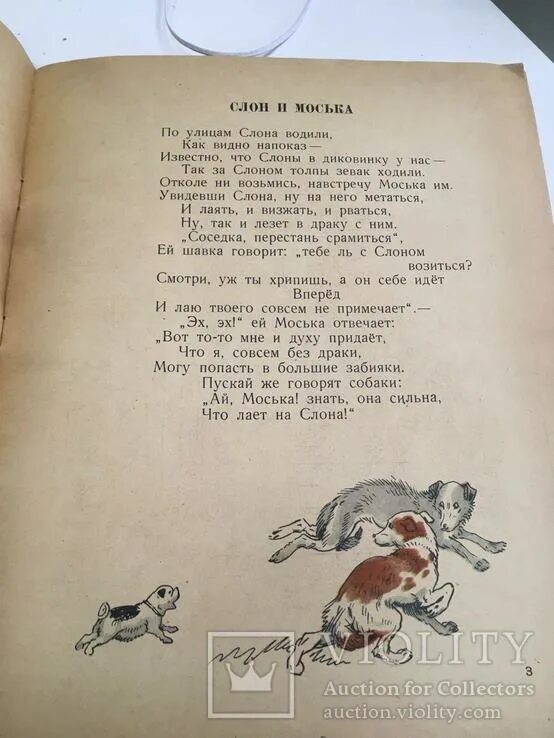 СЛОН И МОСЬКА
По улицам Слона водили,
Как видно напоказ —
Известно, что Слоны в диковинку у нас —
Так за Слоном толпы зевак ходили.
Отколе ни возьмись, навстречу Моська им.
Увидевши Слона, ну на него метаться,
И лаять, и визжать, и рваться,
Ну, так и лезет в драку с ним.
„Соседка, перестань срамиться“,
Ей шавка говорит: „тебе ль с Слоном
возиться?
Смотри, уж ты хрипишь, а он себе идёт
Вперёд
И лаю твоего совсем не примечает“.—
„Эх, эх!“ ей Моська отвечает:
„Вот то-то мне и духу придаёт,
Что я, совсем без драки,
Могу попасть в большие забияки.
Пускай же говорят собаки:
„Ай, Моська! знать, она сильна,
Что лает на Слона!“
3
VIOLITY
Auction for Collectors
auction.violity.com